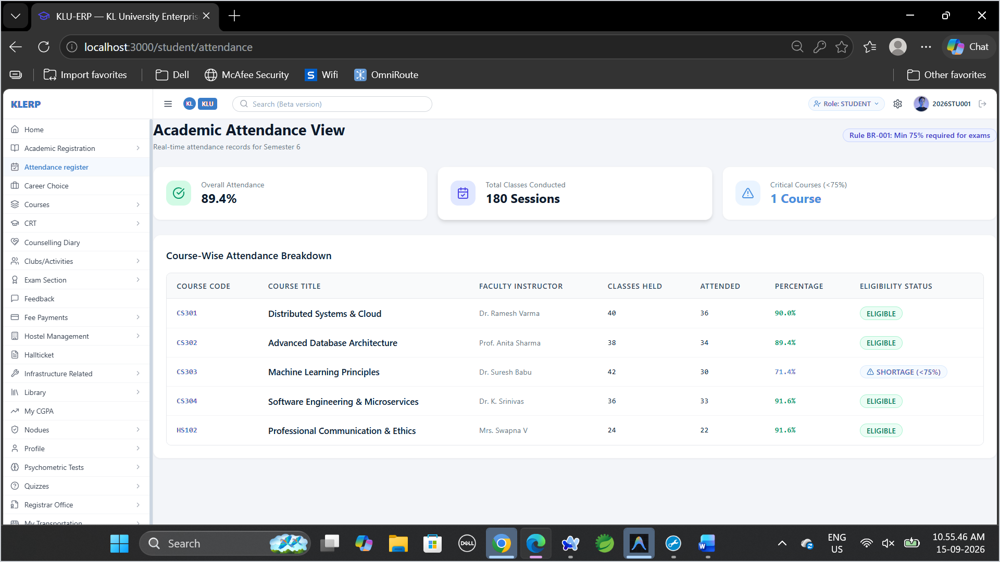 KLU-ERP — KL University Enterpris
localhost:3000/student/attendance
Chat
Import favorites
Dell
McAfee Security
S
Wifi
OmniRoute
Other favorites
KLERP
KL
KLU
Search (Beta version)
Role: STUDENT
2026STU001
Home
Academic Registration
Attendance register
Career Choice
Courses
CRT
Counselling Diary
Clubs/Activities
Exam Section
Feedback
Fee Payments
Hostel Management
Hallticket
Infrastructure Related
Library
My CGPA
Nodues
Profile
Psychometric Tests
Quizzes
Registrar Office
My Transportation
Academic Attendance View
Real-time attendance records for Semester 6
Rule BR-001: Min 75% required for exams
Overall Attendance
89.4%
Total Classes Conducted
180 Sessions
Critical Courses (<75%)
1 Course
Course-Wise Attendance Breakdown
COURSE CODE COURSE TITLE FACULTY INSTRUCTOR CLASSES HELD ATTENDED PERCENTAGE ELIGIBILITY STATUS
CS301 Distributed Systems & Cloud Dr. Ramesh Varma 40 36 90.0% ELIGIBLE
CS302 Advanced Database Architecture Prof. Anita Sharma 38 34 89.4% ELIGIBLE
CS303 Machine Learning Principles Dr. Suresh Babu 42 30 71.4% SHORTAGE (<75%)
CS304 Software Engineering & Microservices Dr. K. Srinivas 36 33 91.6% ELIGIBLE
HS102 Professional Communication & Ethics Mrs. Swapna V 24 22 91.6% ELIGIBLE
Search
DELL
W
ENG
US
10.55.46 AM
15-09-2026